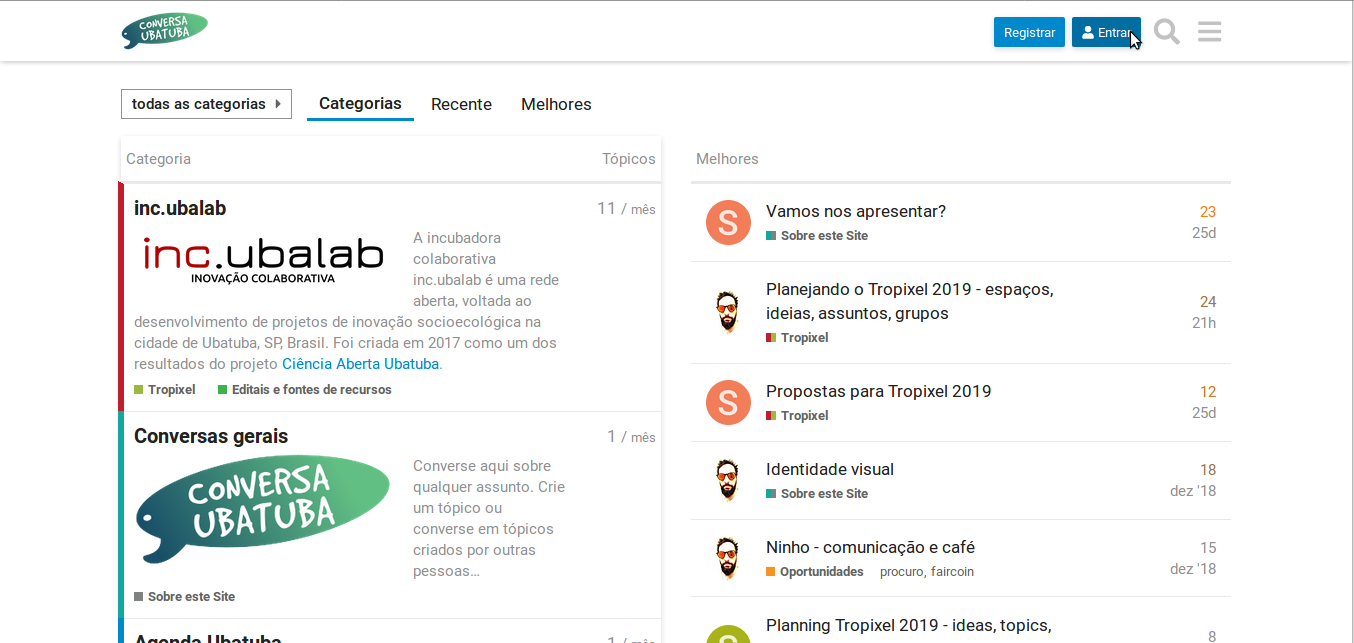 CONVERSA
UBATUBA
Registrar
Entrar
todas as categorias
Categorias
Recente
Melhores
Categoria
Tópicos
inc.ubalab
11 / mês
inc.ubalab
INOVAÇÃO COLABORATIVA
A incubadora
colaborativa
inc.ubalab é uma rede
aberta, voltada ao
desenvolvimento de projetos de inovação socioecológica na
cidade de Ubatuba, SP, Brasil. Foi criada em 2017 como um dos
resultados do projeto Ciência Aberta Ubatuba.
Tropixel
Editais e fontes de recursos
Conversas gerais
1 / mês
CONVERSA
UBATUBA
Converse aqui sobre
qualquer assunto. Crie
um tópico ou
converse em tópicos
criados por outras
pessoas...
Sobre este Site
Agenda Ubatuba
1 / mês
Melhores
S
Vamos nos apresentar?
23
Sobre este Site
25d
Planejando o Tropixel 2019 - espaços,
ideias, assuntos, grupos
24
21h
Tropixel
S
Propostas para Tropixel 2019
12
Tropixel
25d
Identidade visual
18
Sobre este Site
dez '18
Ninho - comunicação e café
15
Oportunidades
procuro, faircoin
dez '18
S
Planning Tropixel 2019 - ideas, topics,
8